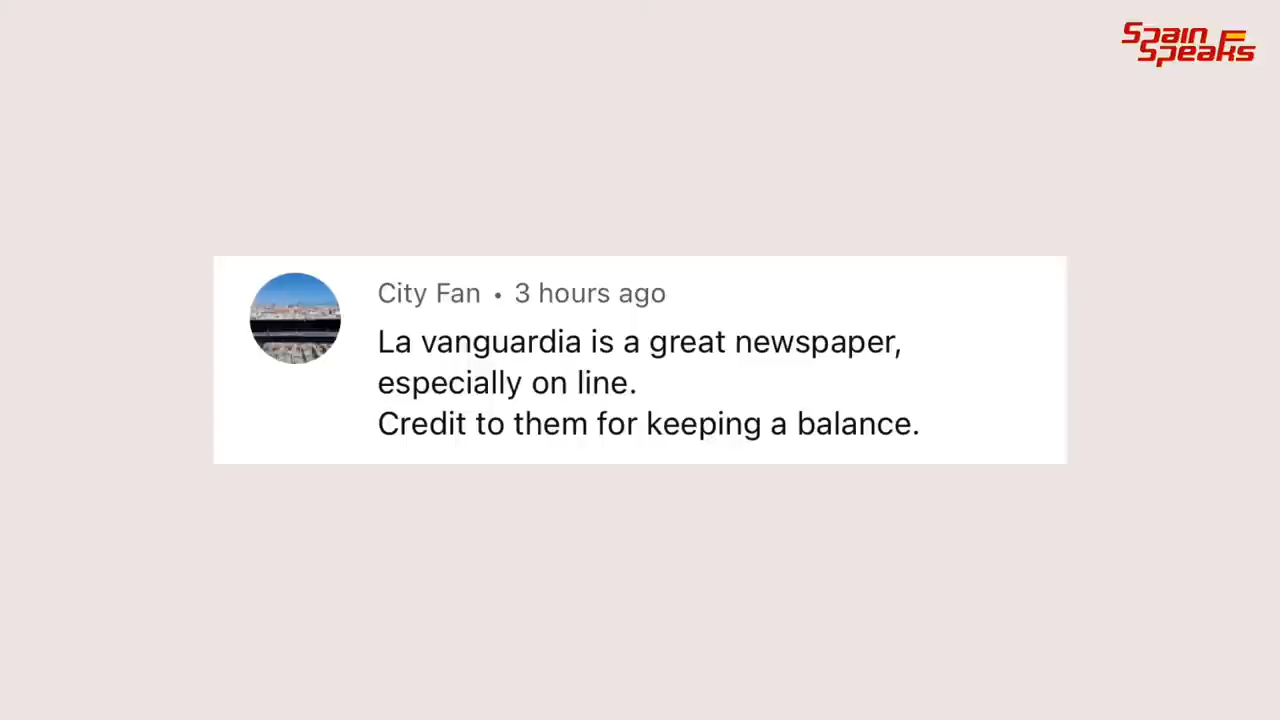 Spain
Speaks
City Fan • 3 hours ago
La vanguardia is a great newspaper,
especially on line.
Credit to them for keeping a balance.